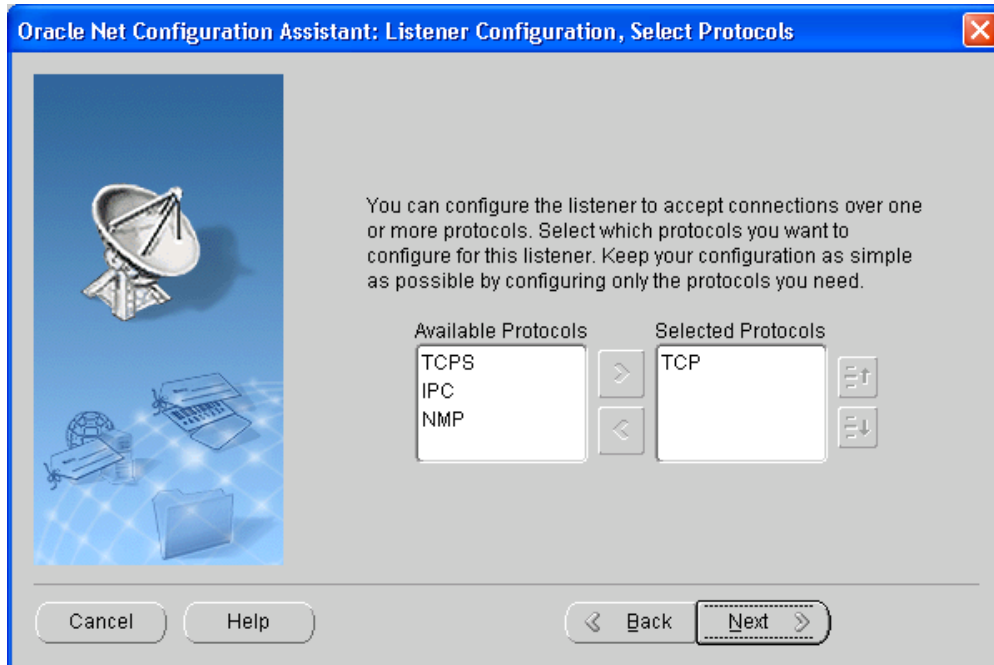 Oracle Net Configuration Assistant: Listener Configuration, Select Protocols
You can configure the listener to accept connections over one
or more protocols. Select which protocols you want to
configure for this listener. Keep your configuration as simple
as possible by configuring only the protocols you need.
Available Protocols
TCPS
IPC
NMP
Selected Protocols
TCP
Cancel
Help
Back
Next